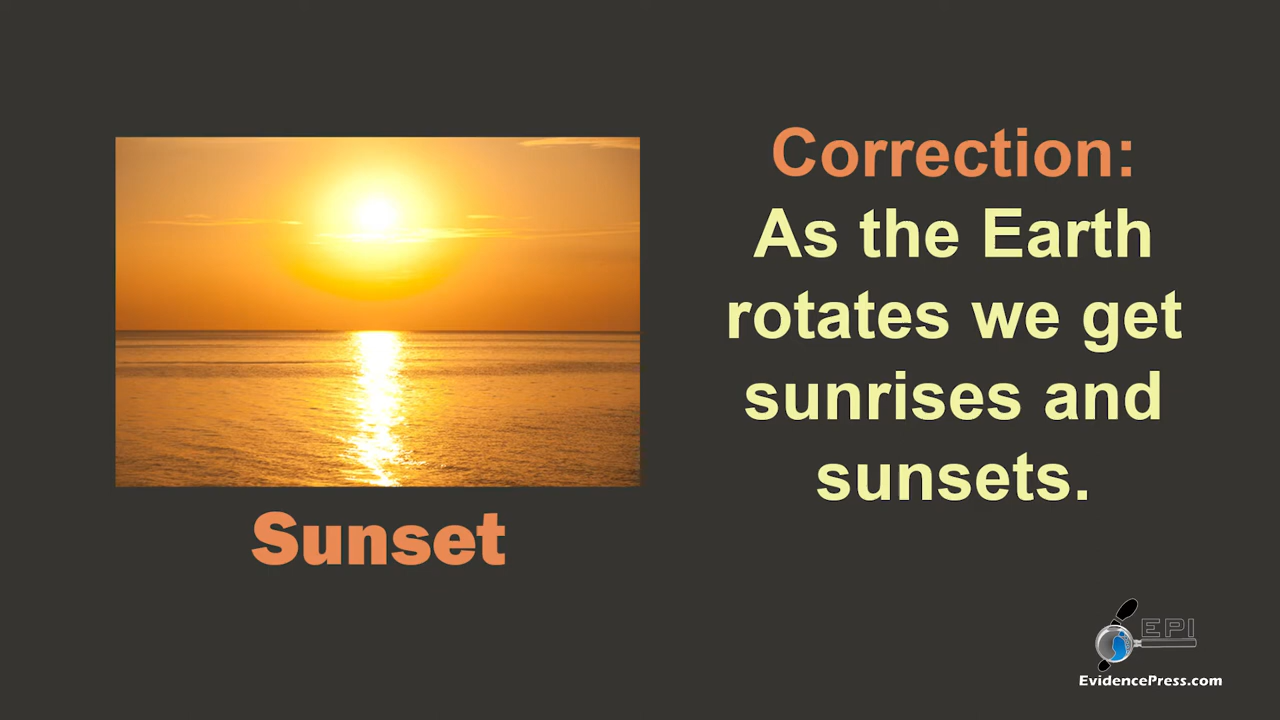 Correction:
As the Earth
rotates we get
sunrises and
sunsets.
Sunset
EPI
EvidencePress.com